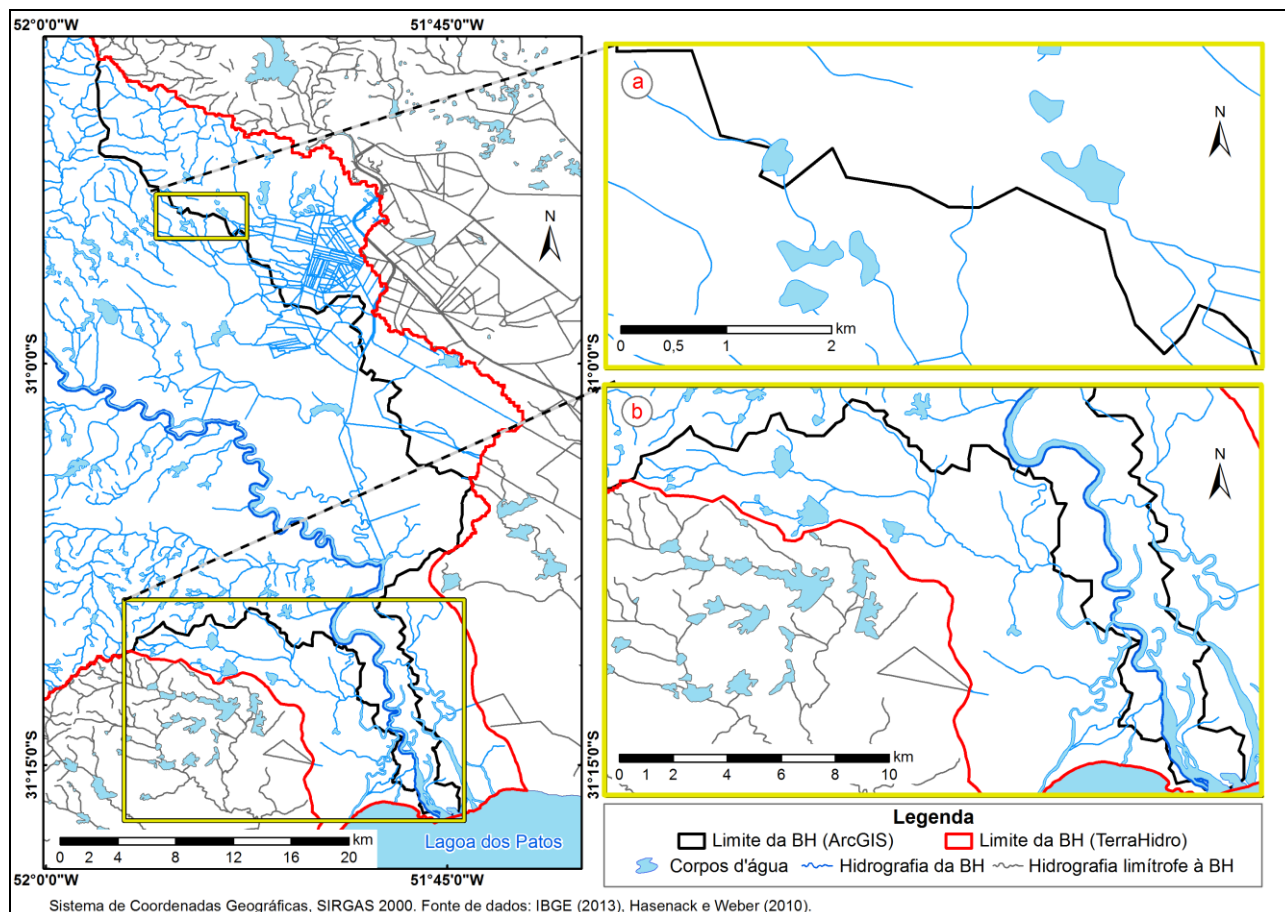 52°0'0"W
51°45'0"W
a
N
km
0 0,5 1 2
N
31°0'0"S
31°0'0"S
b
N
km
0 2 4 6 8 10
31°15'0"S
31°15'0"S
Lagoa dos Patos
km
0 2 4 8 12 16 20
52°0'0"W
51°45'0"W
Legenda
Limite da BH (ArcGIS) Limite da BH (TerraHidro)
Corpos d'água Hidrografia da BH Hidrografia limítrofe à BH
Sistema de Coordenadas Geográficas, SIRGAS 2000. Fonte de dados: IBGE (2013), Hasenack e Weber (2010).